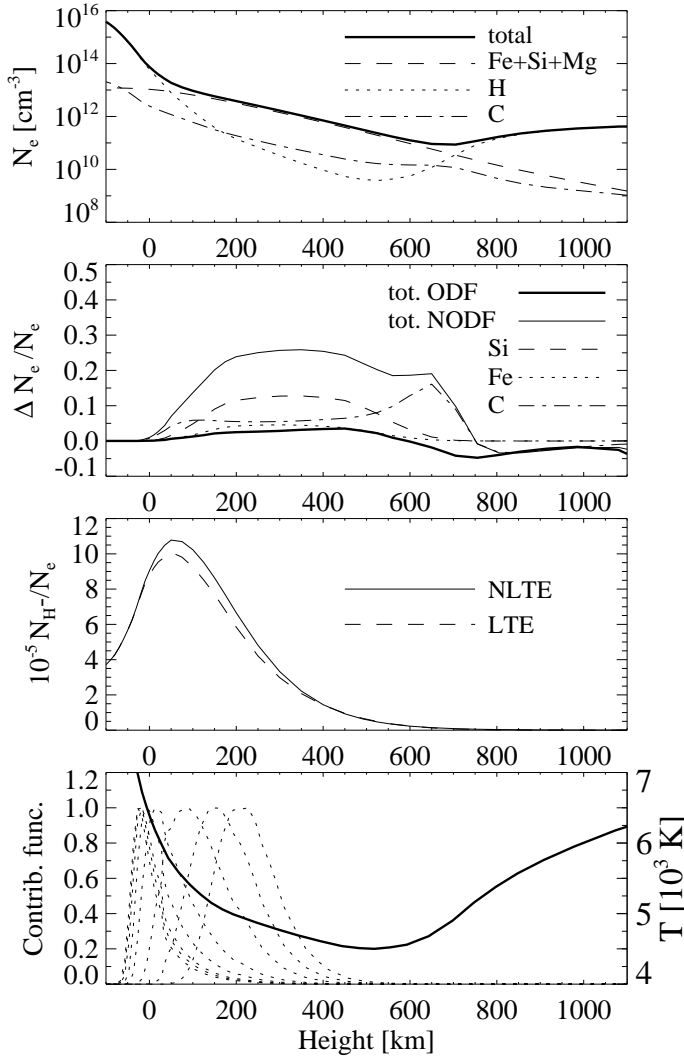 10^16
10^14
10^12
10^10
10^8
N_e [cm^-3]
total
Fe+Si+Mg
H
C
0 200 400 600 800 1000
0.5
0.4
0.3
0.2
0.1
0.0
-0.1
Δ N_e/N_e
tot. ODF
tot. NODF
Si
Fe
C
0 200 400 600 800 1000
12
10
8
6
4
2
0
10^-5 N_H^-/N_e
NLTE
LTE
0 200 400 600 800 1000
1.2
1.0
0.8
0.6
0.4
0.2
0.0
Contrib. func.
7
6
5
4
T [10^3 K]
0 200 400 600 800 1000
Height [km]